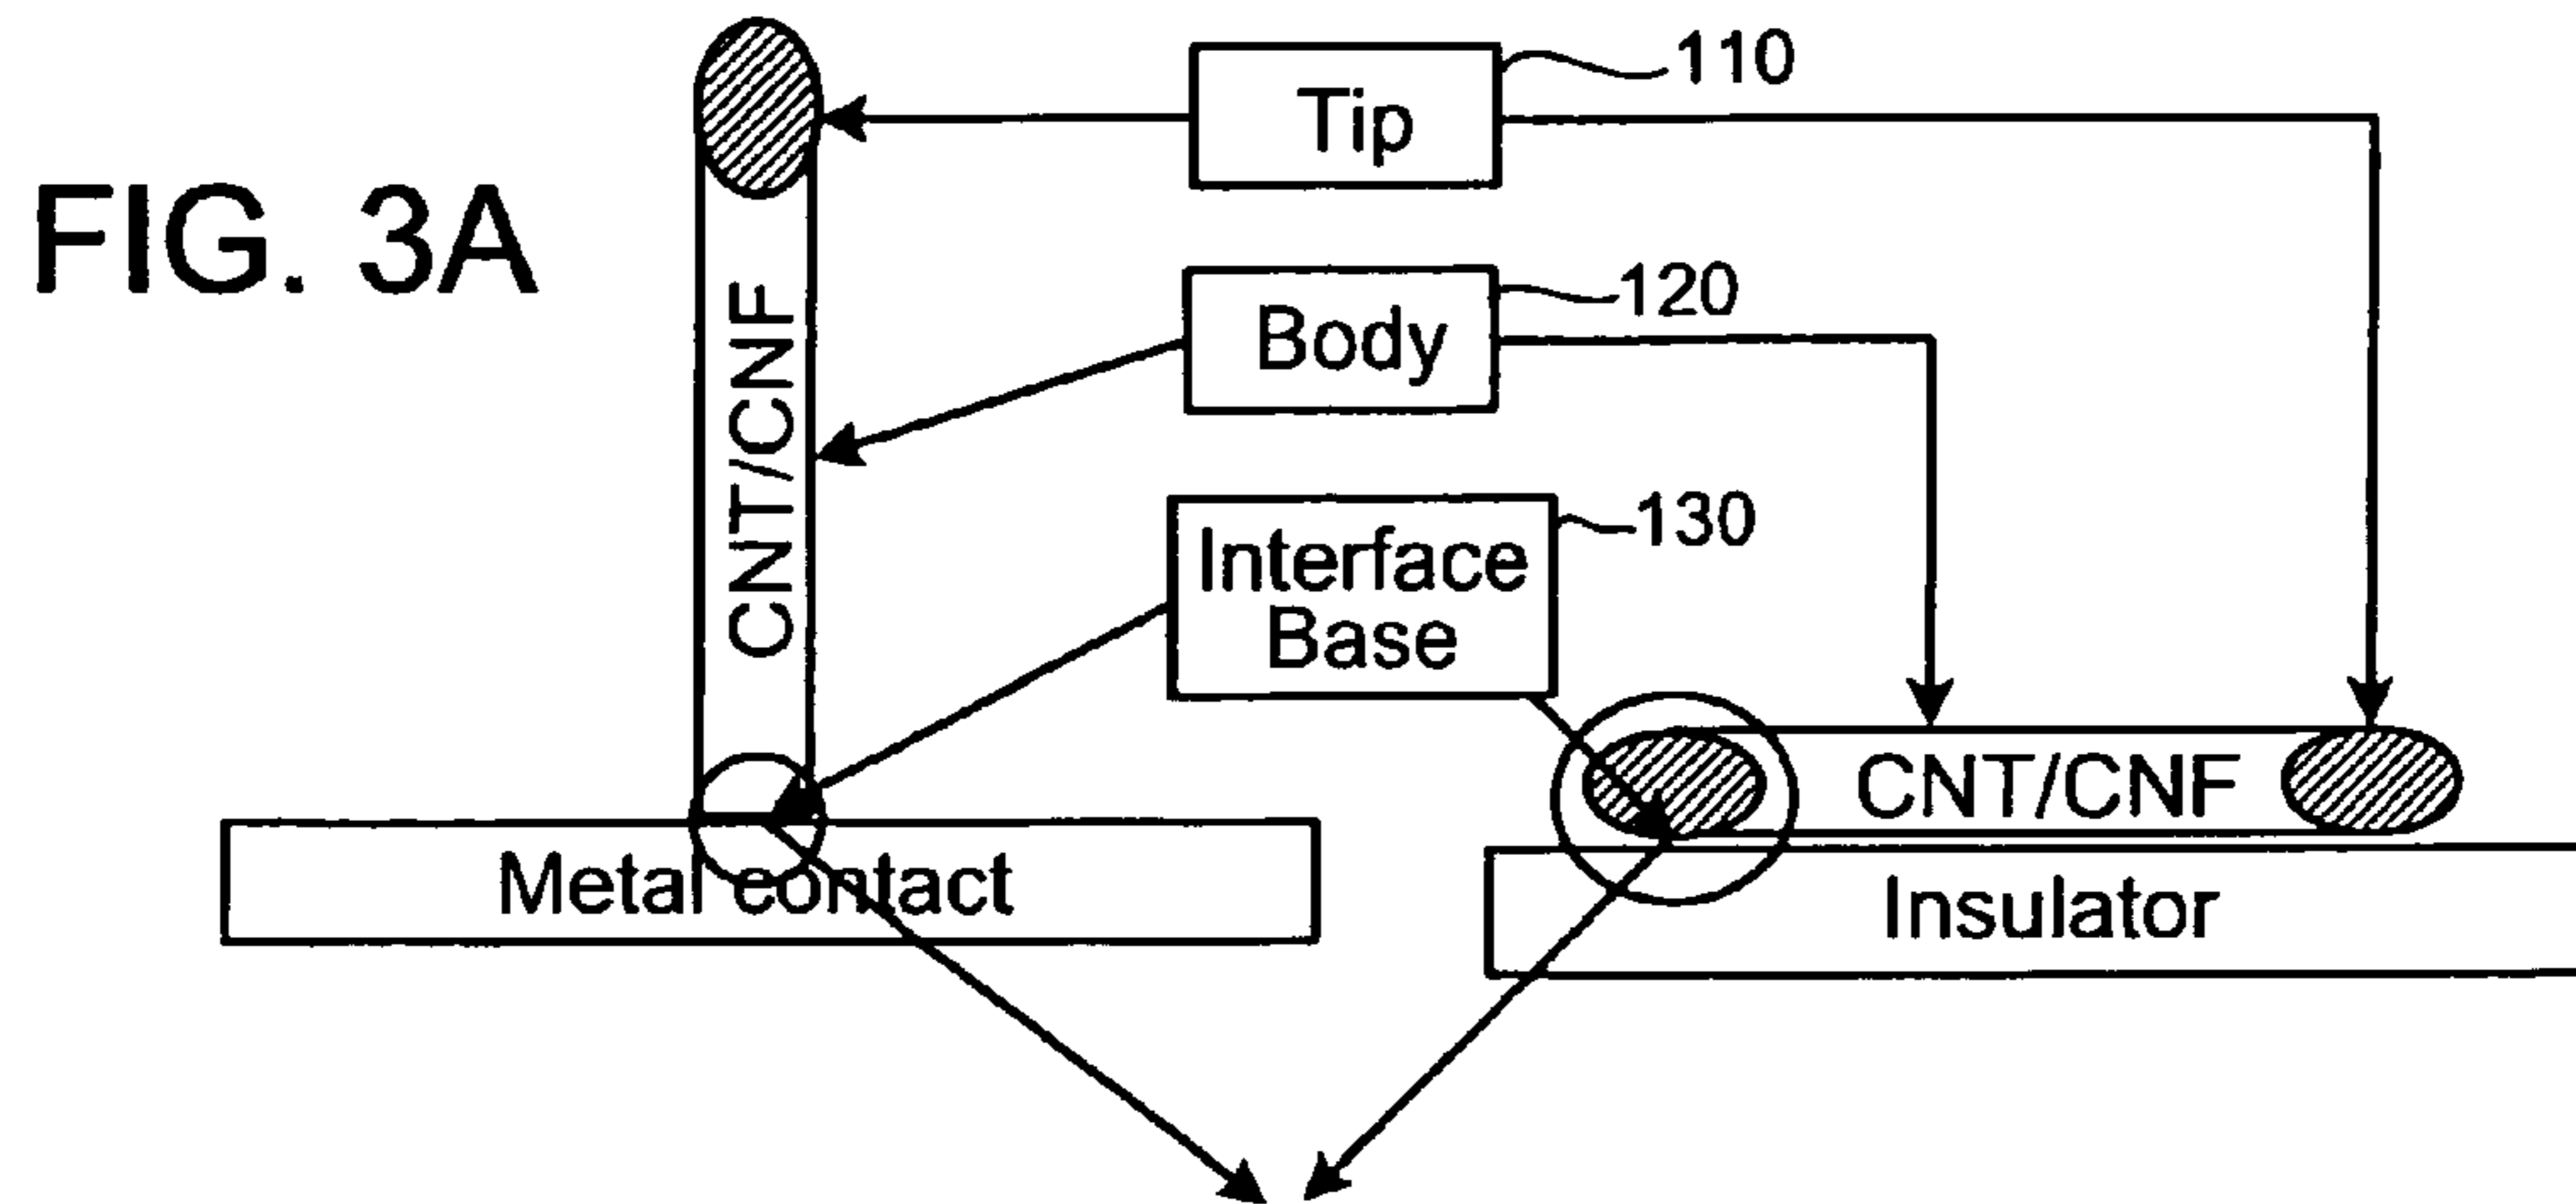 FIG. 3A
Tip
110
Body
120
Interface
Base
130
CNT/CNF
Metal contact
CNT/CNF
Insulator